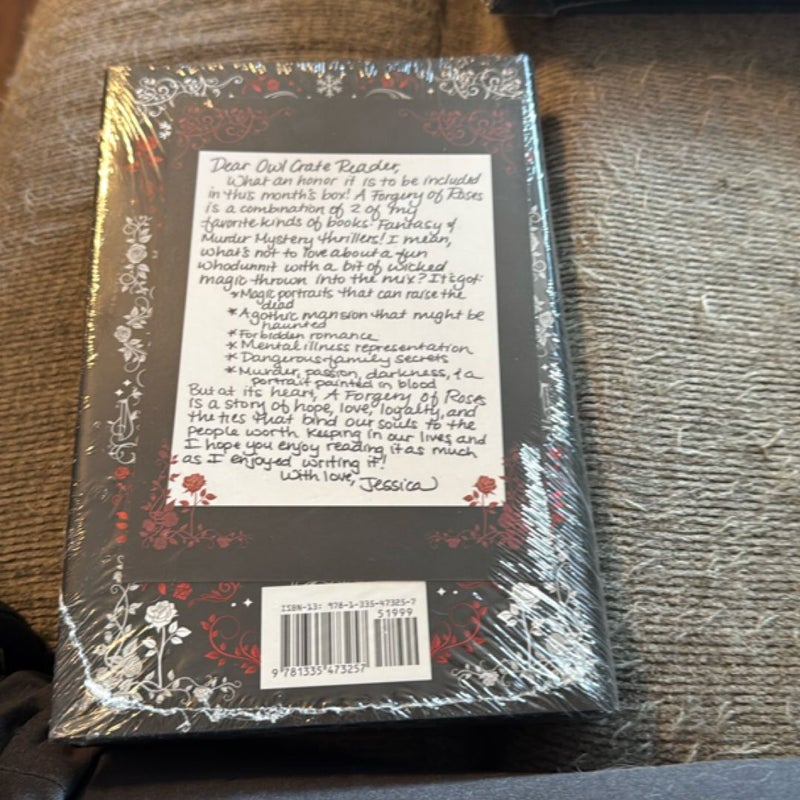 Dear Owl Crate Reader,
What an honor it is to be included
in this month's box! A Forgery of Roses
is a combination of 2 of my
favorite kinds of books: Fantasy &
Murder Mystery thrillers! I mean,
what's not to love about a fun
whodunnit with a bit of wicked
magic thrown into the mix? It's got:
* Magic portraits that can raise the
dead
* A gothic mansion that might be
haunted
* Forbidden romance
* Mental illness representation
* Dangerous family secrets
* Murder, passion, darkness, & a
portrait painted in blood
But at its heart, A Forgery of Roses
is a story of hope, love, loyalty, and
the ties that bind our souls to the
people worth keeping in our lives and
I hope you enjoy reading it as much
as I enjoyed writing it!
With love, Jessica
ISBN-13: 978-1-335-47325-7
51999
9 781335 473257